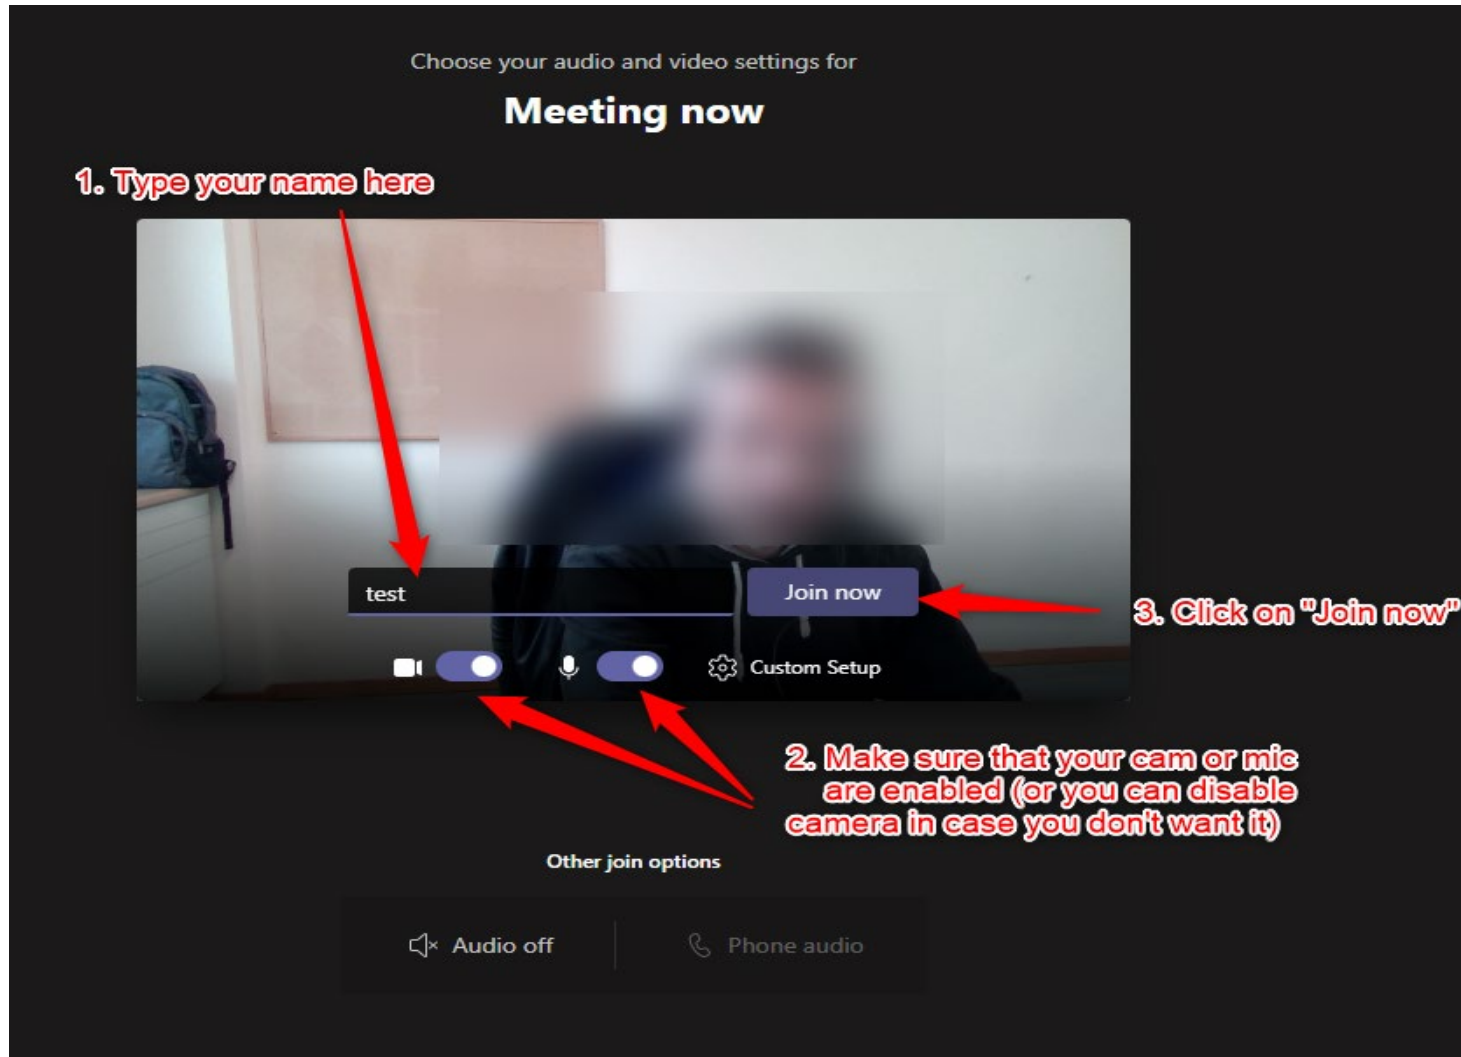 Choose your audio and video settings for
Meeting now
1. Type your name here
test
Join now
3. Click on "Join now"
Custom Setup
2. Make sure that your cam or mic
are enabled (or you can disable
camera in case you don't want it)
Other join options
Audio off
Phone audio